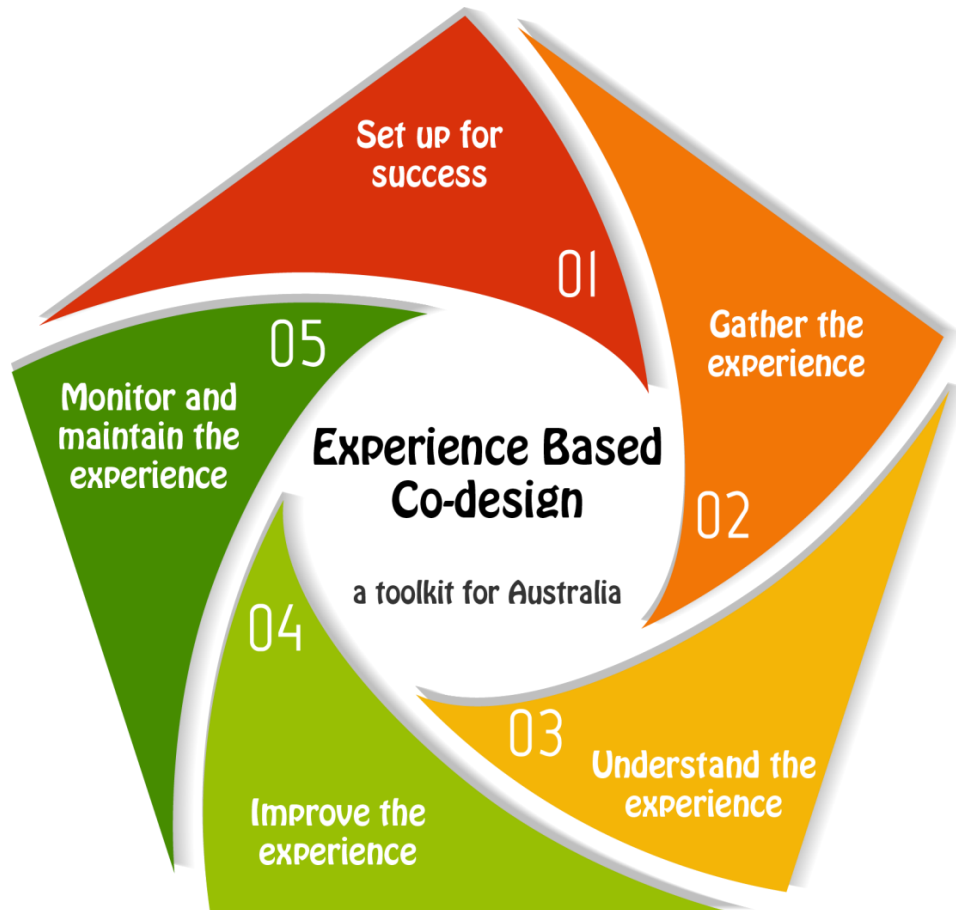 Set up for
success
01
Gather the
experience
02
Understand the
experience
03
Improve the
experience
04
Monitor and
maintain the
experience
05
Experience Based
Co-design
a toolkit for Australia